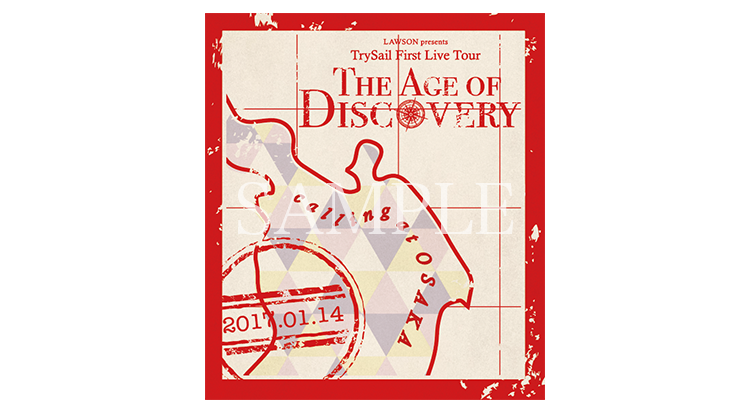 LAWSON presents
TrySail First Live Tour
THE AGE OF
DISCOVERY
SAMPLE
calling at OSAKA
2017.01.14